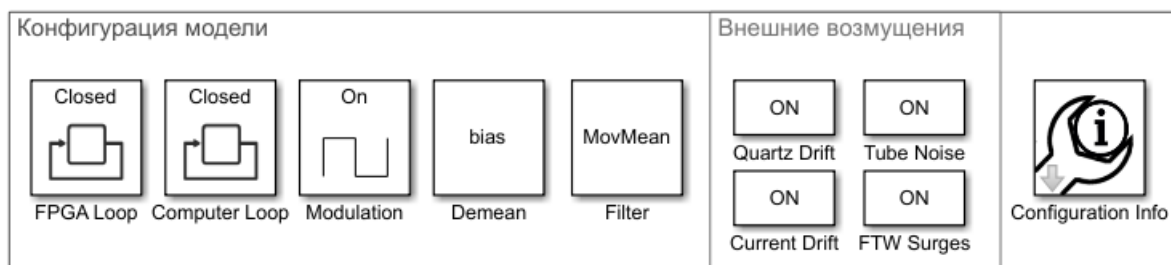 Конфигурация модели
Closed
Closed
On
bias
MovMean
FPGA Loop
Computer Loop
Modulation
Demean
Filter
Внешние возмущения
ON
ON
Quartz Drift
Tube Noise
ON
ON
Current Drift
FTW Surges
i
Configuration Info